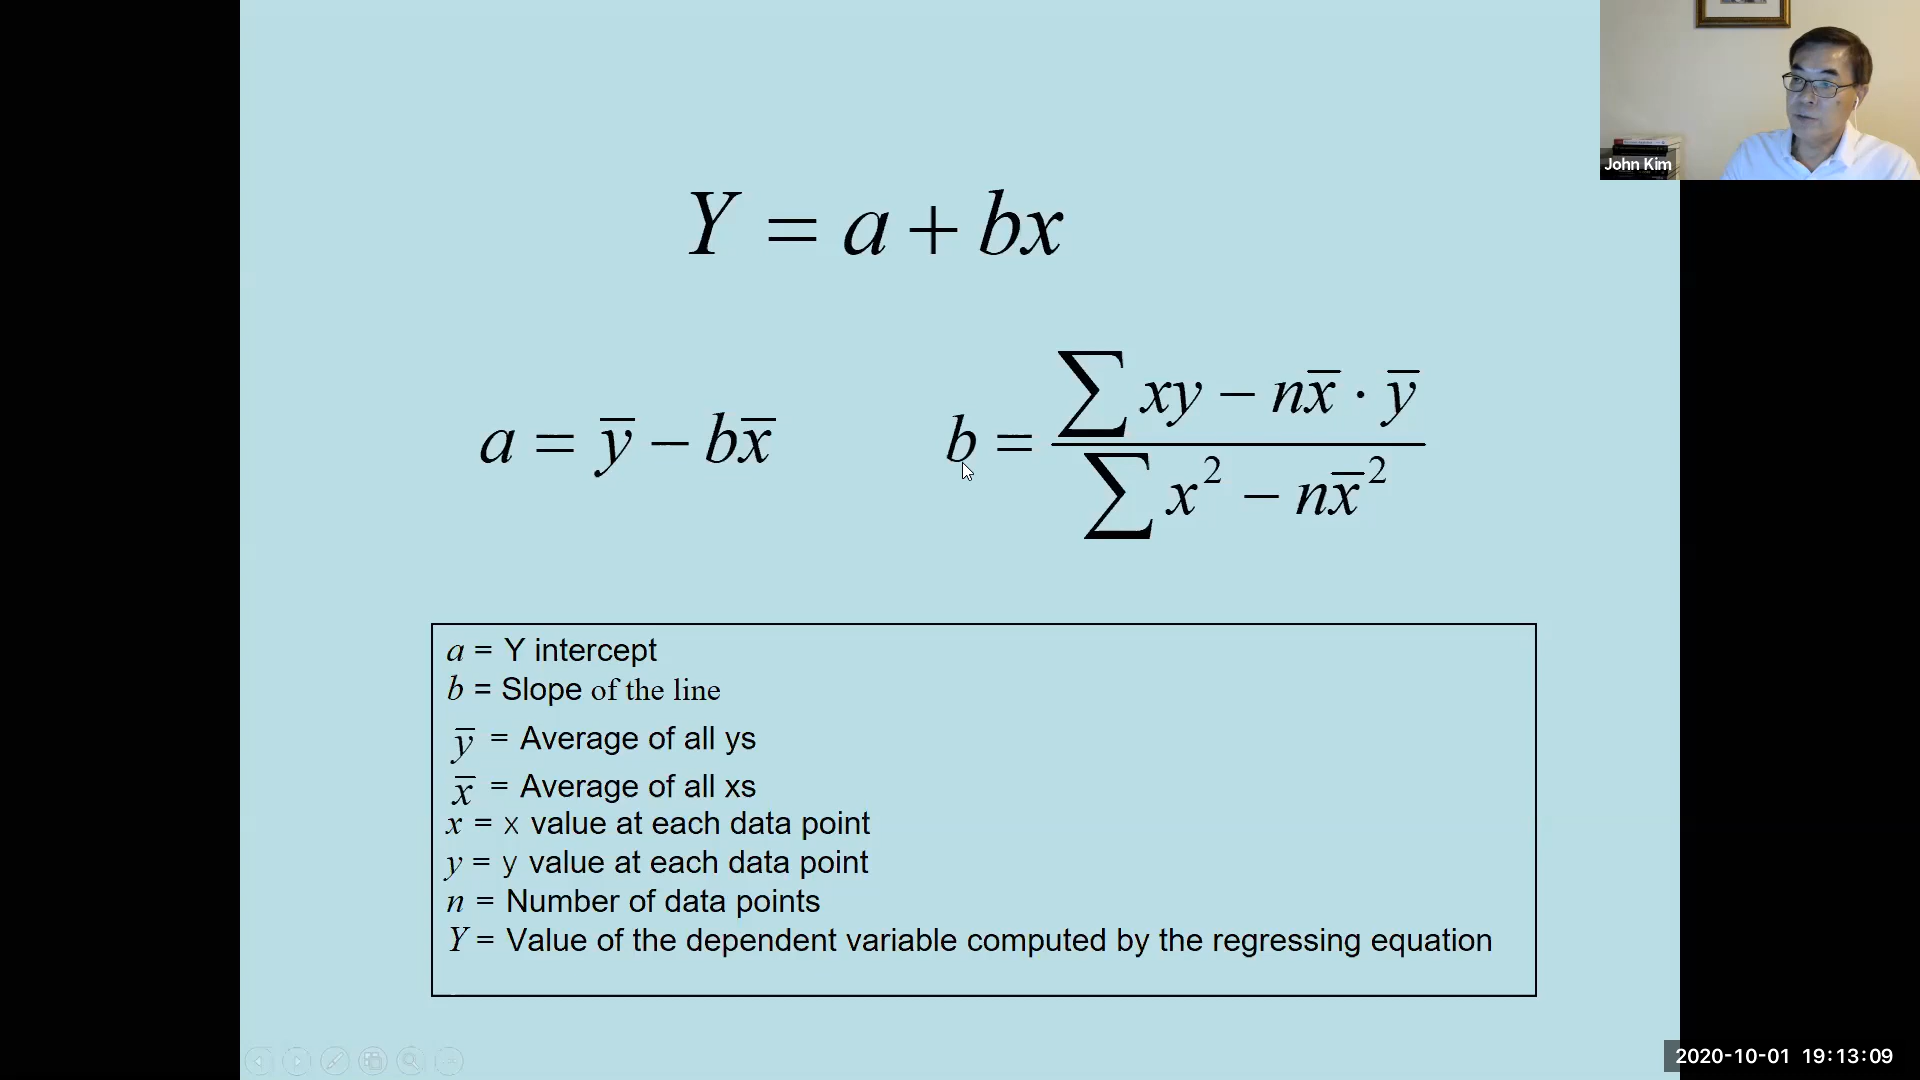 John Kim
Y = a + bx
a = y̅ − bx̅
b = (∑xy − nx̅ · y̅) / (∑x² − nx̅²)
a = Y intercept
b = Slope of the line
y̅ = Average of all ys
x̅ = Average of all xs
x = x value at each data point
y = y value at each data point
n = Number of data points
Y = Value of the dependent variable computed by the regressing equation
2020-10-01 19:13:09